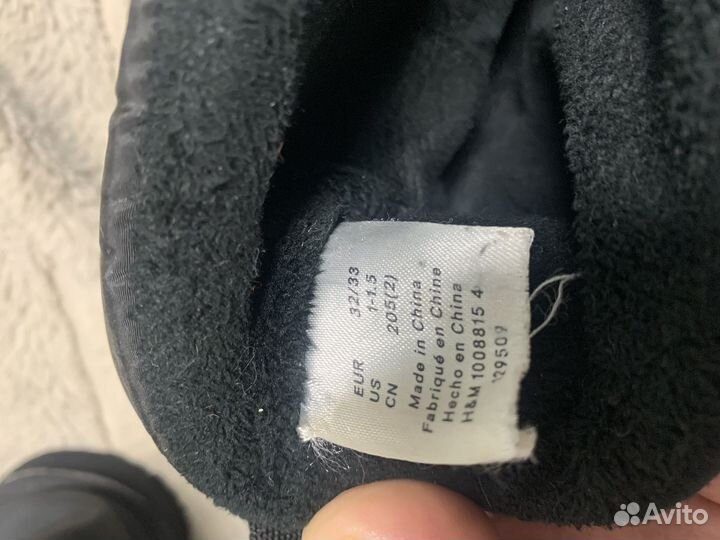 EUR 32/33
US 1-1.5
CN 205(2)
Made in China
Fabriqué en Chine
Hecho en China
H&M 1008815 4
Avito